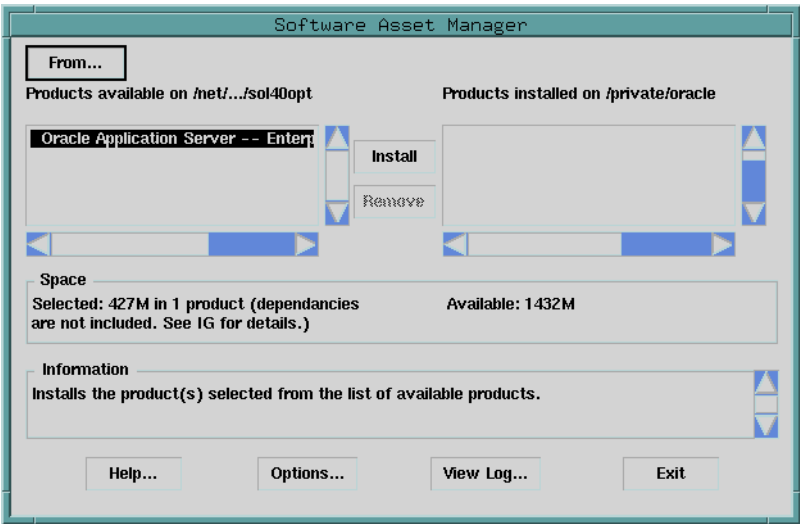 Software Asset Manager
From...
Products available on /net/.../sol40opt
Products installed on /private/oracle
Oracle Application Server -- Enterp
Install
Remove
Space
Selected: 427M in 1 product (dependancies
are not included. See IG for details.)
Available: 1432M
Information
Installs the product(s) selected from the list of available products.
Help...
Options...
View Log...
Exit